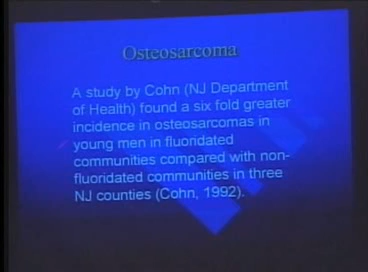 Osteosarcoma
A study by Cohn (NJ Department
of Health) found a six fold greater
incidence in osteosarcomas in
young men in fluoridated
communities compared with non-
fluoridated communities in three
NJ counties (Cohn, 1992).